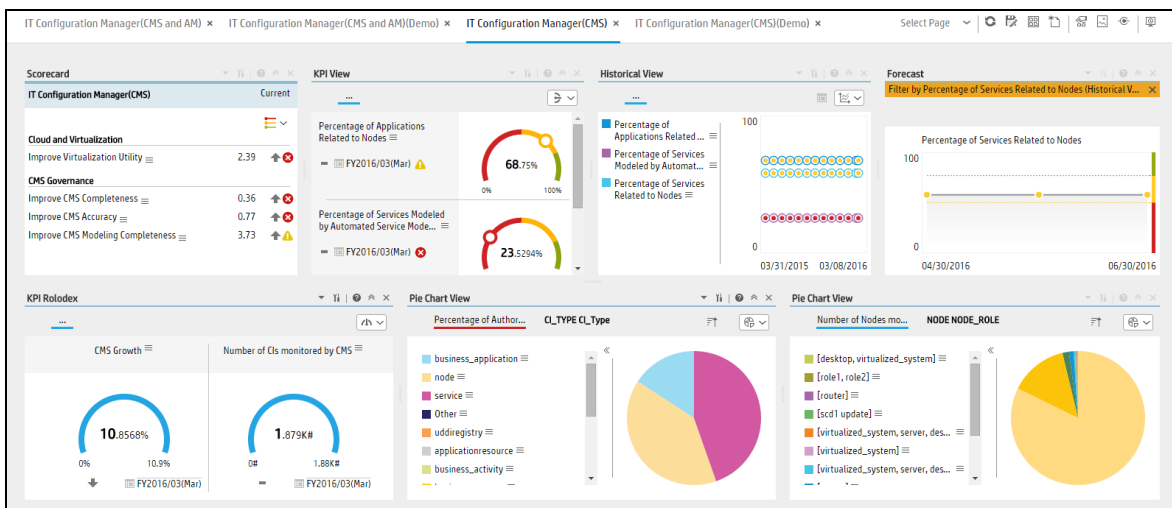 IT Configuration Manager(CMS and AM) ×
IT Configuration Manager(CMS and AM)(Demo) ×
IT Configuration Manager(CMS) ×
IT Configuration Manager(CMS)(Demo) ×
Select Page
Scorecard
IT Configuration Manager(CMS) Current
Cloud and Virtualization
Improve Virtualization Utility 2.39
CMS Governance
Improve CMS Completeness 0.36
Improve CMS Accuracy 0.77
Improve CMS Modeling Completeness 3.73
KPI View
...
Percentage of Applications
Related to Nodes
FY2016/03(Mar)
68.75%
0% 100%
Percentage of Services Modeled
by Automated Service Mode...
FY2016/03(Mar)
23.5294%
Historical View
...
Percentage of
Applications Related ...
Percentage of Services
Modeled by Automat...
Percentage of Services
Related to Nodes
100
0
03/31/2015 03/08/2016
Forecast
Filter by Percentage of Services Related to Nodes (Historical V... ×
Percentage of Services Related to Nodes
100
0
04/30/2016 06/30/2016
KPI Rolodex
...
CMS Growth
10.8568%
0% 10.9%
FY2016/03(Mar)
Number of CIs monitored by CMS
1.879K#
0# 1.88K#
FY2016/03(Mar)
Pie Chart View
Percentage of Author... CI_TYPE CI_Type
business_application
node
service
Other
uddiregistry
applicationresource
business_activity
Pie Chart View
Number of Nodes mo... NODE NODE_ROLE
[desktop, virtualized_system]
[role1, role2]
[router]
[scd1 update]
[virtualized_system, server, des...
[virtualized_system]
[virtualized_system, server, des...